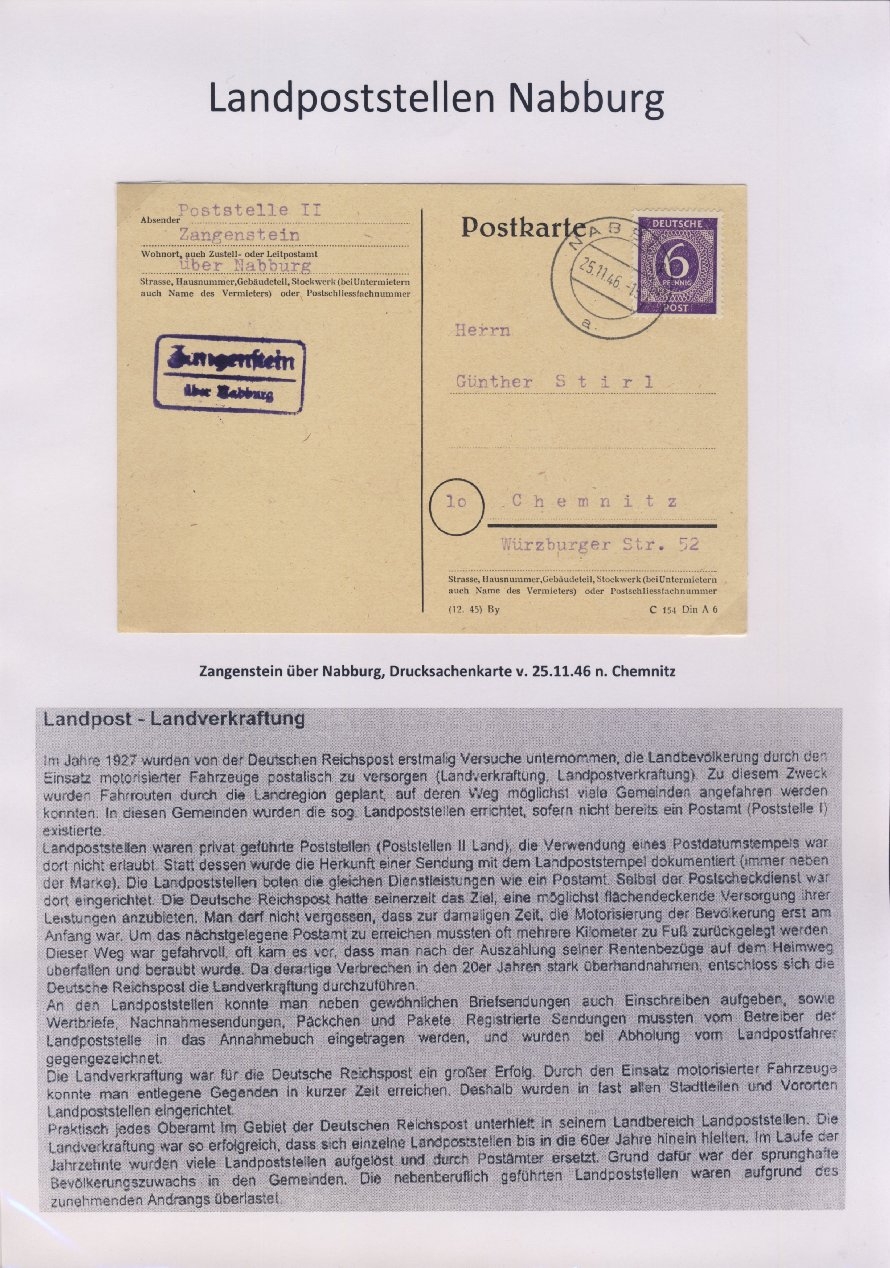 Landpoststellen Nabburg
Absender Poststelle II
Zangenstein
Wohnort, auch Zustell- oder Leitpostamt
über Nabburg
Strasse, Hausnummer, Gebäudeteil, Stockwerk (bei Untermietern
auch Name des Vermieters) oder Postschliessfachnummer
Zangenstein
über Nabburg
Postkarte
25.11.46
a
DEUTSCHE
6
PFENNIG
POST
Herrn
Günther Stirl
10 Chemnitz
Würzburger Str. 52
Strasse, Hausnummer, Gebäudeteil, Stockwerk (bei Untermietern
auch Name des Vermieters) oder Postschliessfachnummer
(12. 45) By C 154 Din A 6
Zangenstein über Nabburg, Drucksachenkarte v. 25.11.46 n. Chemnitz
Landpost - Landverkraftung
Im Jahre 1927 wurden von der Deutschen Reichspost erstmalig Versuche unternommen, die Landbevölkerung durch den
Einsatz motorisierter Fahrzeuge postalisch zu versorgen (Landverkraftung, Landpostverkraftung). Zu diesem Zweck
wurden Fahrrouten durch die Landregion geplant, auf deren Weg möglichst viele Gemeinden angefahren werden
konnten. In diesen Gemeinden wurden die sog. Landpoststellen errichtet, sofern nicht bereits ein Postamt (Poststelle I)
existierte.
Landpoststellen waren privat geführte Poststellen (Poststellen II Land), die Verwendung eines Postdatumstempels war
dort nicht erlaubt. Statt dessen wurde die Herkunft einer Sendung mit dem Landpoststempel dokumentiert (immer neben
der Marke). Die Landpoststellen boten die gleichen Dienstleistungen wie ein Postamt. Selbst der Postscheckdienst war
dort eingerichtet. Die Deutsche Reichspost hatte seinerzeit das Ziel, eine möglichst flächendeckende Versorgung ihrer
Leistungen anzubieten. Man darf nicht vergessen, dass zur damaligen Zeit, die Motorisierung der Bevölkerung erst am
Anfang war. Um das nächstgelegene Postamt zu erreichen mussten oft mehrere Kilometer zu Fuß zurückgelegt werden.
Dieser Weg war gefahrvoll, oft kam es vor, dass man nach der Auszahlung seiner Rentenbezüge auf dem Heimweg
überfallen und beraubt wurde. Da derartige Verbrechen in den 20er Jahren stark überhandnahmen, entschloss sich die
Deutsche Reichspost die Landverkraftung durchzuführen.
An den Landpoststellen konnte man neben gewöhnlichen Briefsendungen auch Einschreiben aufgeben, sowie
Wertbriefe, Nachnahmesendungen, Päckchen und Pakete. Registrierte Sendungen mussten vom Betreiber der
Landpoststelle in das Annahmebuch eingetragen werden, und wurden bei Abholung vom Landpostfahrer
gegengezeichnet.
Die Landverkraftung war für die Deutsche Reichspost ein großer Erfolg. Durch den Einsatz motorisierter Fahrzeuge
konnte man entlegene Gegenden in kurzer Zeit erreichen. Deshalb wurden in fast allen Stadtteilen und Vororten
Landpoststellen eingerichtet.
Praktisch jedes Oberamt im Gebiet der Deutschen Reichspost unterhielt in seinem Landbereich Landpoststellen. Die
Landverkraftung war so erfolgreich, dass sich einzelne Landpoststellen bis in die 60er Jahre hinein hielten. Im Laufe der
Jahrzehnte wurden viele Landpoststellen aufgelöst und durch Postämter ersetzt. Grund dafür war der sprunghafte
Bevölkerungszuwachs in den Gemeinden. Die nebenberuflich geführten Landpoststellen waren aufgrund des
zunehmenden Andrangs überlastet.